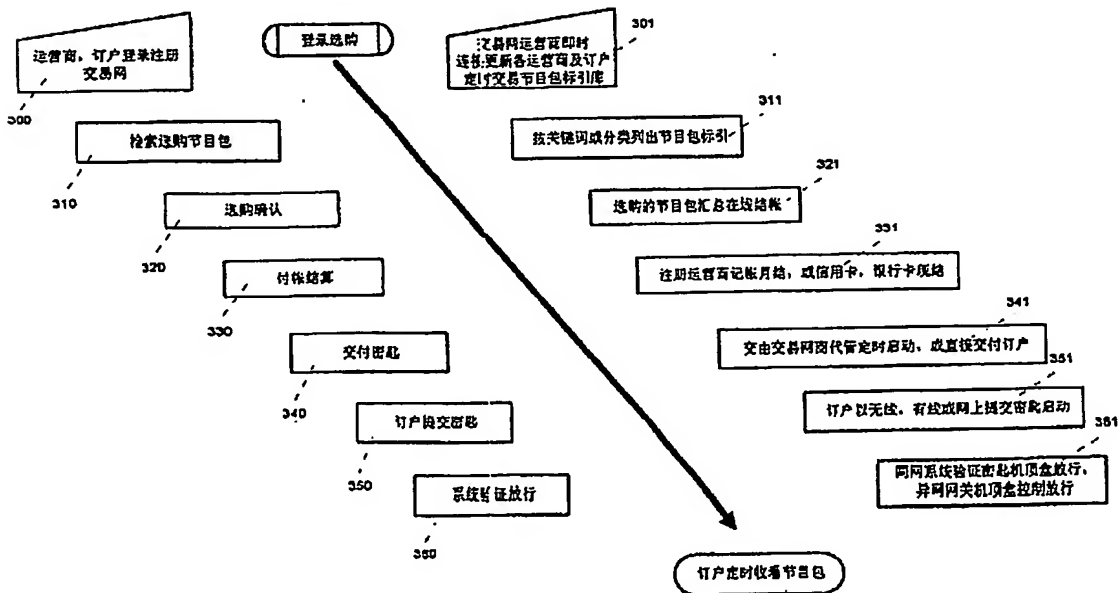 运营商，订户登录注册
交易网
300
登录选购
交易网运营商即时
连接更新各运营商及订户
定时交易节目包标引库
301
检索选购节目包
310
按关键词或分类列出节目包标引
311
选购确认
320
选购的节目包汇总在线结帐
321
付帐结算
330
注册运营商记帐月结，或信用卡，银行卡现结
331
交付密匙
340
交由交易网商代管定时启动，或直接交付订户
341
订户提交密匙
350
订户以无线，有线或网上提交密匙启动
351
系统验证放行
360
同网系统验证密匙机顶盒放行，
异网网关机顶盒控制放行
361
订户定时收看节目包